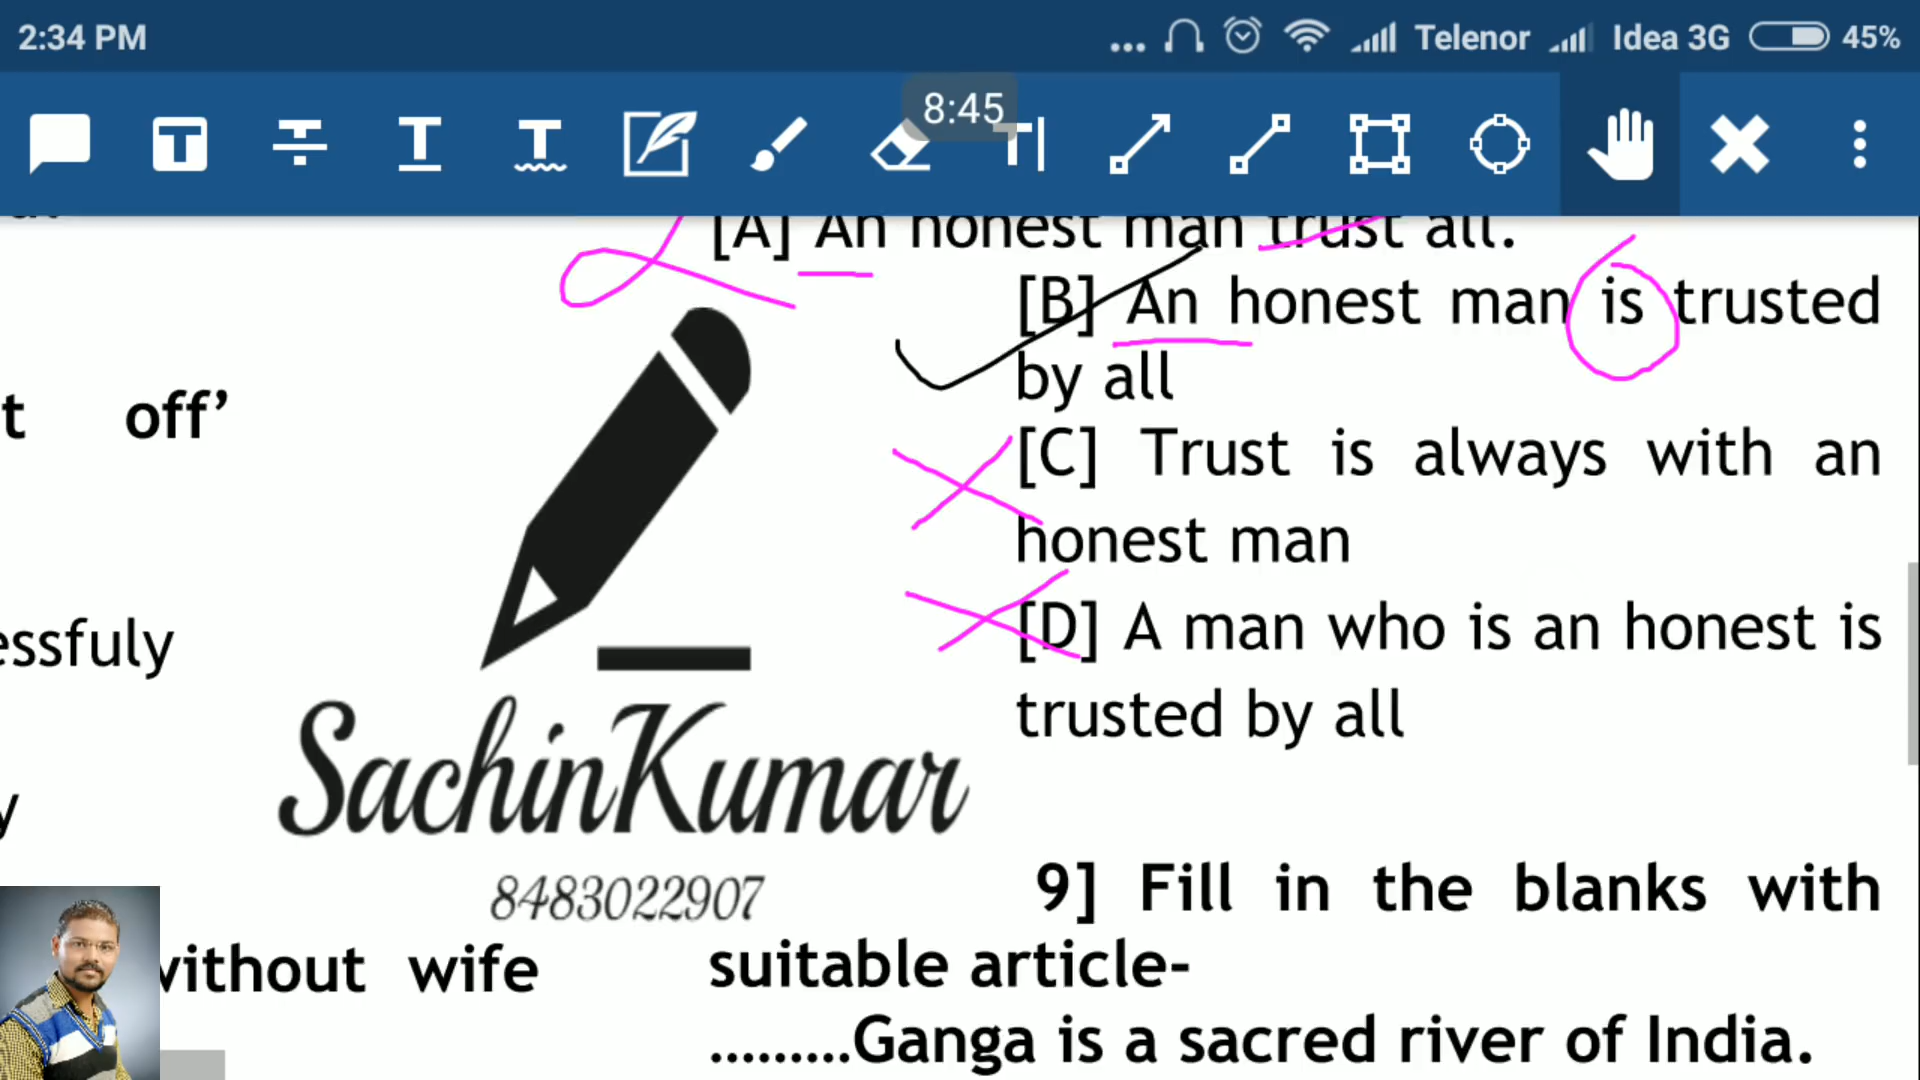 2:34 PM
... Telenor Idea 3G 45%
8:45
[A] An honest man trust all.
[B] An honest man is trusted
by all
t off’
[C] Trust is always with an
honest man
[D] A man who is an honest is
essfuly
trusted by all
y
SachinKumar
8483022907
9] Fill in the blanks with
without wife
suitable article-
.........Ganga is a sacred river of India.